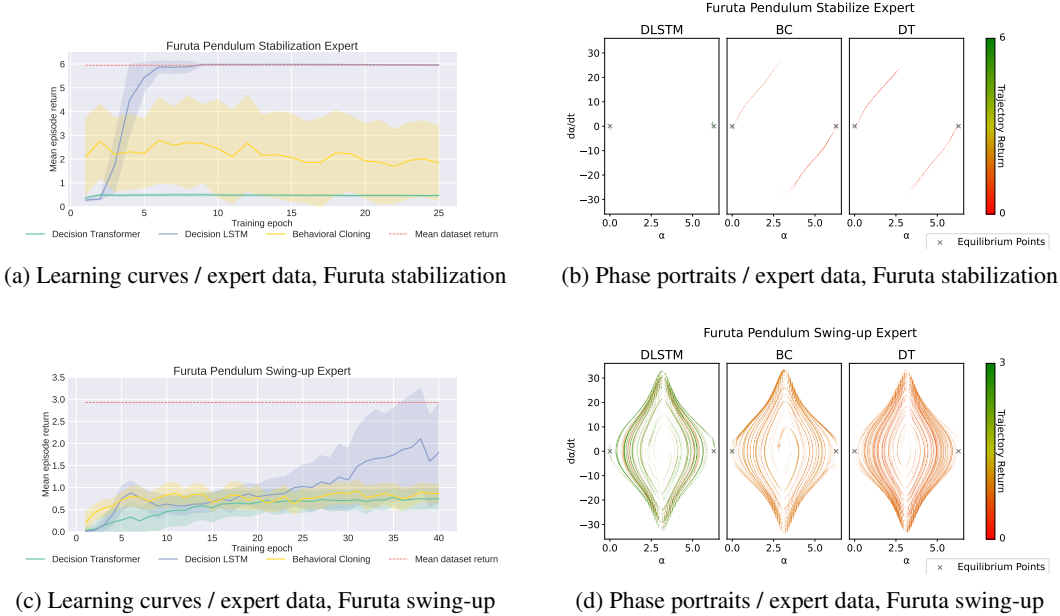 Furuta Pendulum Stabilization Expert
Mean episode return
6
5
4
3
2
1
0
0 5 10 15 20 25
Training epoch
Decision Transformer Decision LSTM Behavioral Cloning Mean dataset return
(a) Learning curves / expert data, Furuta stabilization
Furuta Pendulum Stabilize Expert
DLSTM BC DT
dα/dt
30
20
10
0
−10
−20
−30
0.0 2.5 5.0 0.0 2.5 5.0 0.0 2.5 5.0
α α α
6
Trajectory Return
0
× Equilibrium Points
(b) Phase portraits / expert data, Furuta stabilization
Furuta Pendulum Swing-up Expert
Mean episode return
3.5
3.0
2.5
2.0
1.5
1.0
0.5
0.0
0 5 10 15 20 25 30 35 40
Training epoch
Decision Transformer Decision LSTM Behavioral Cloning Mean dataset return
(c) Learning curves / expert data, Furuta swing-up
Furuta Pendulum Swing-up Expert
DLSTM BC DT
dα/dt
30
20
10
0
−10
−20
−30
0.0 2.5 5.0 0.0 2.5 5.0 0.0 2.5 5.0
α α α
3
Trajectory Return
0
× Equilibrium Points
(d) Phase portraits / expert data, Furuta swing-up